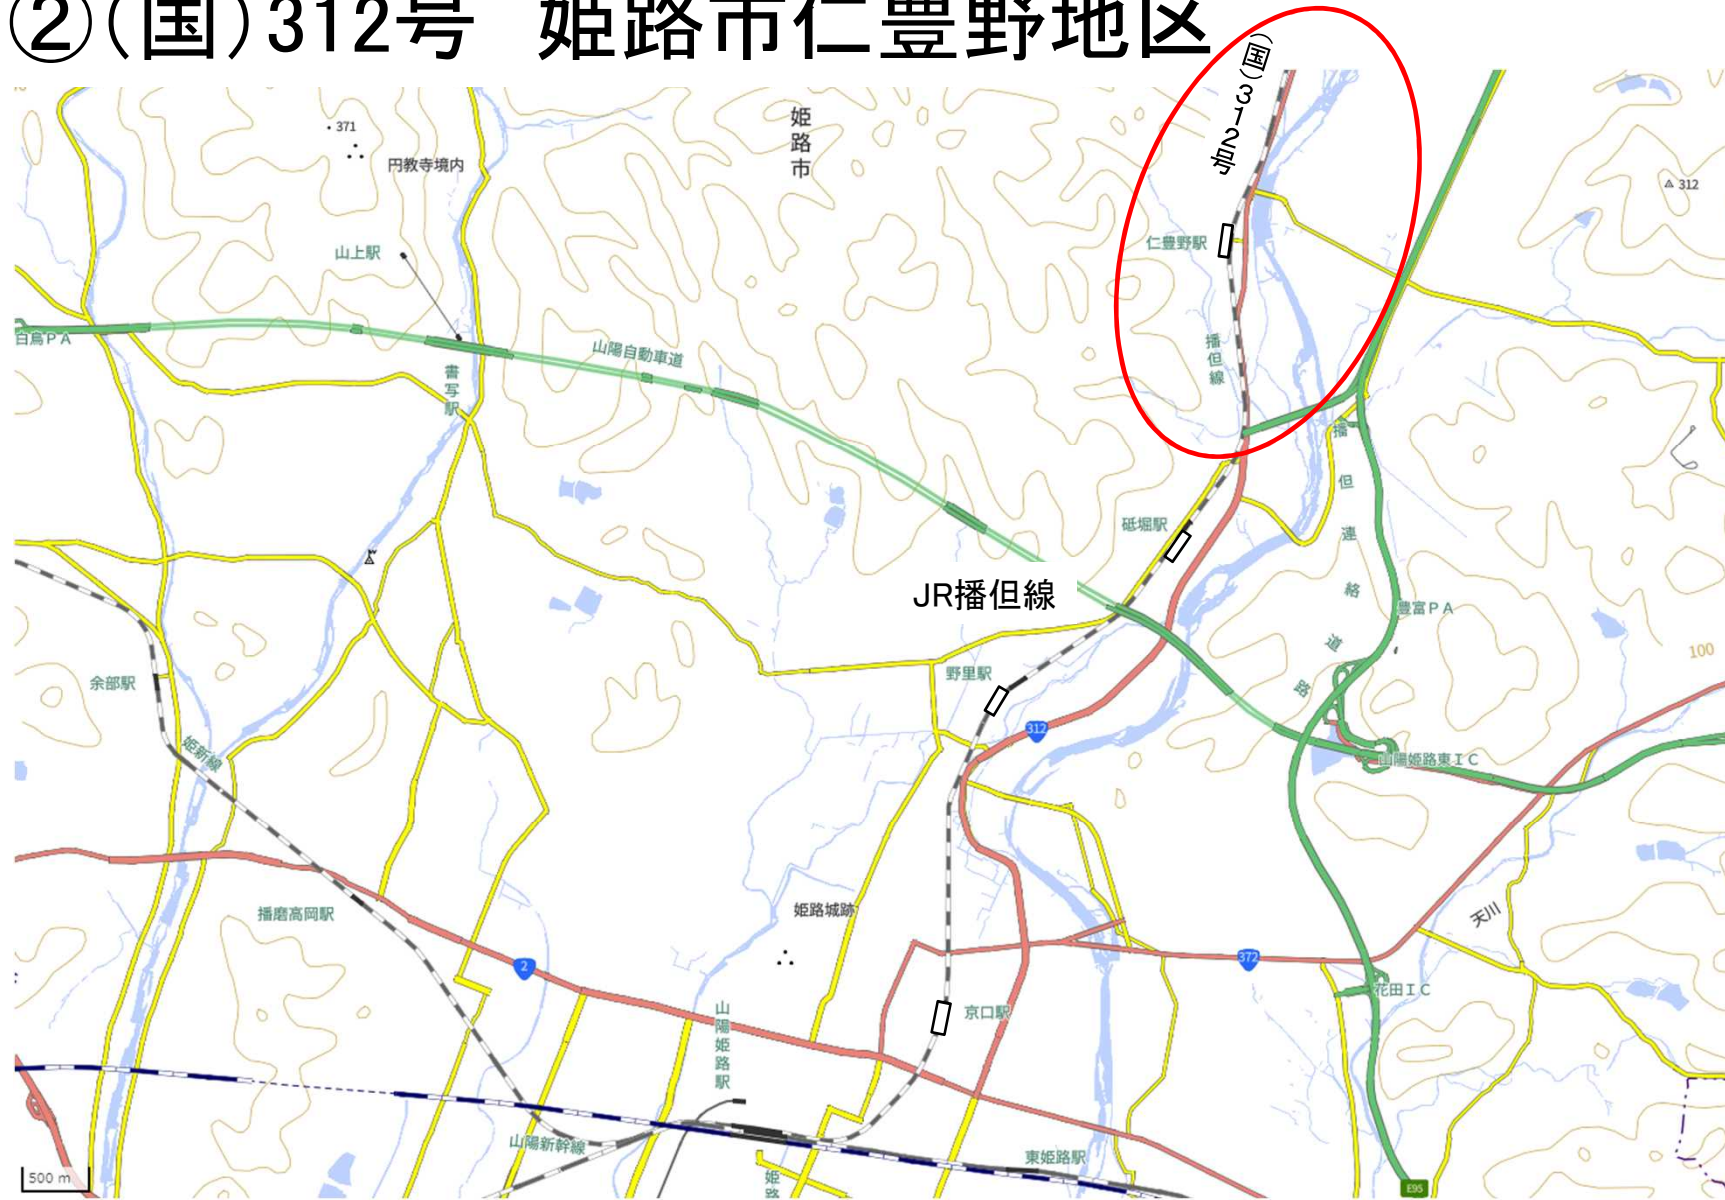 ②(国)312号 姫路市仁豊野地区
(国)312号
姫路市
・371
円教寺境内
312
山上駅
仁豊野駅
白鳥PA
山陽自動車道
書写駅
播但線
播但連絡道路
砥堀駅
JR播但線
豊富PA
野里駅
100
余部駅
姫新線
312
山陽姫路東IC
播磨高岡駅
姫路城跡
天川
2
372
花田IC
山陽姫路駅
京口駅
山陽新幹線
東姫路駅
500 m
姫路
E95